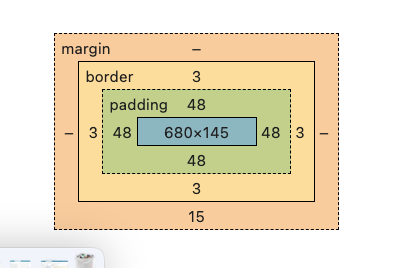 margin –
border 3
padding 48
– 3 48 680×145 48 3 –
48
3
15